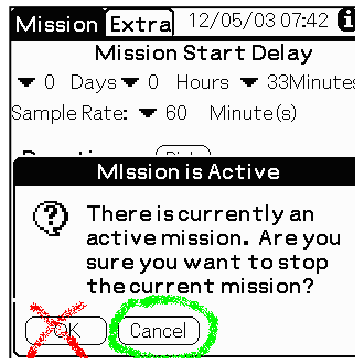 Mission Extra 12/05/03 07:42 i
Mission Start Delay
0 Days 0 Hours 33Minutes
Sample Rate: 60 Minute(s)
MIssion is Active
There is currently an
active mission. Are you
sure you want to stop
the current mission?
OK Cancel